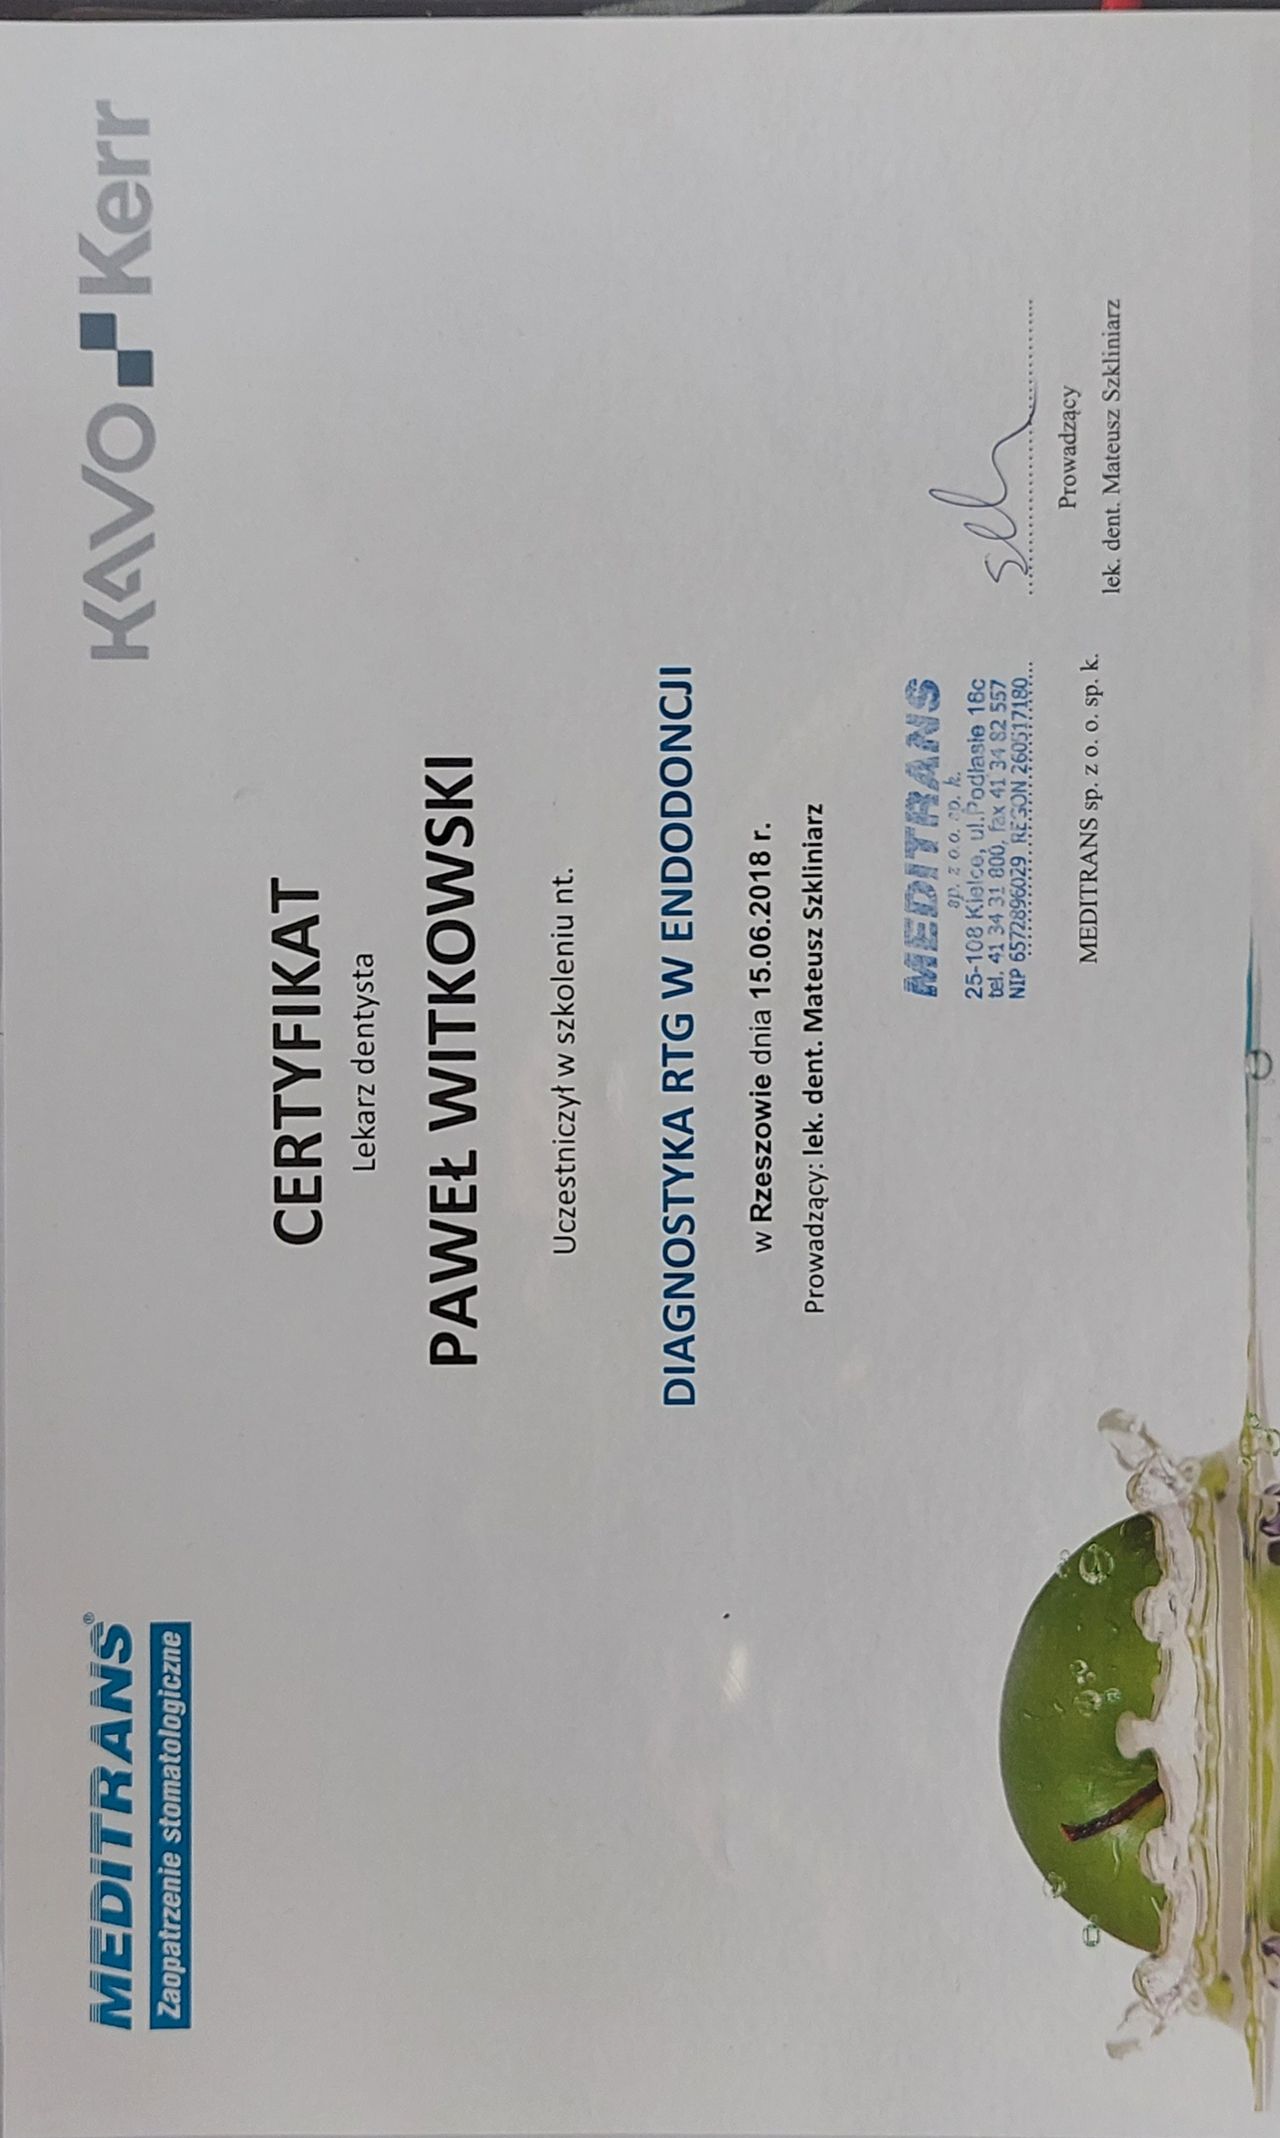 MEDITRANS®
Zaopatrzenie stomatologiczne
KAVO Kerr
CERTYFIKAT
Lekarz dentysta
PAWEŁ WITKOWSKI
Uczestniczył w szkoleniu nt.
DIAGNOSTYKA RTG W ENDODONCJI
w Rzeszowie dnia 15.06.2018 r.
Prowadzący: lek. dent. Mateusz Szkliniarz
MEDITRANS
sp. z o.o. sp. k.
25-108 Kielce, ul.Podlasie 16c
tel. 41 34 31 800, fax 41 34 82 557
NIP 6572896029 REGON 260517180
MEDITRANS sp. z o. o. sp. k.
Prowadzący
lek. dent. Mateusz Szkliniarz